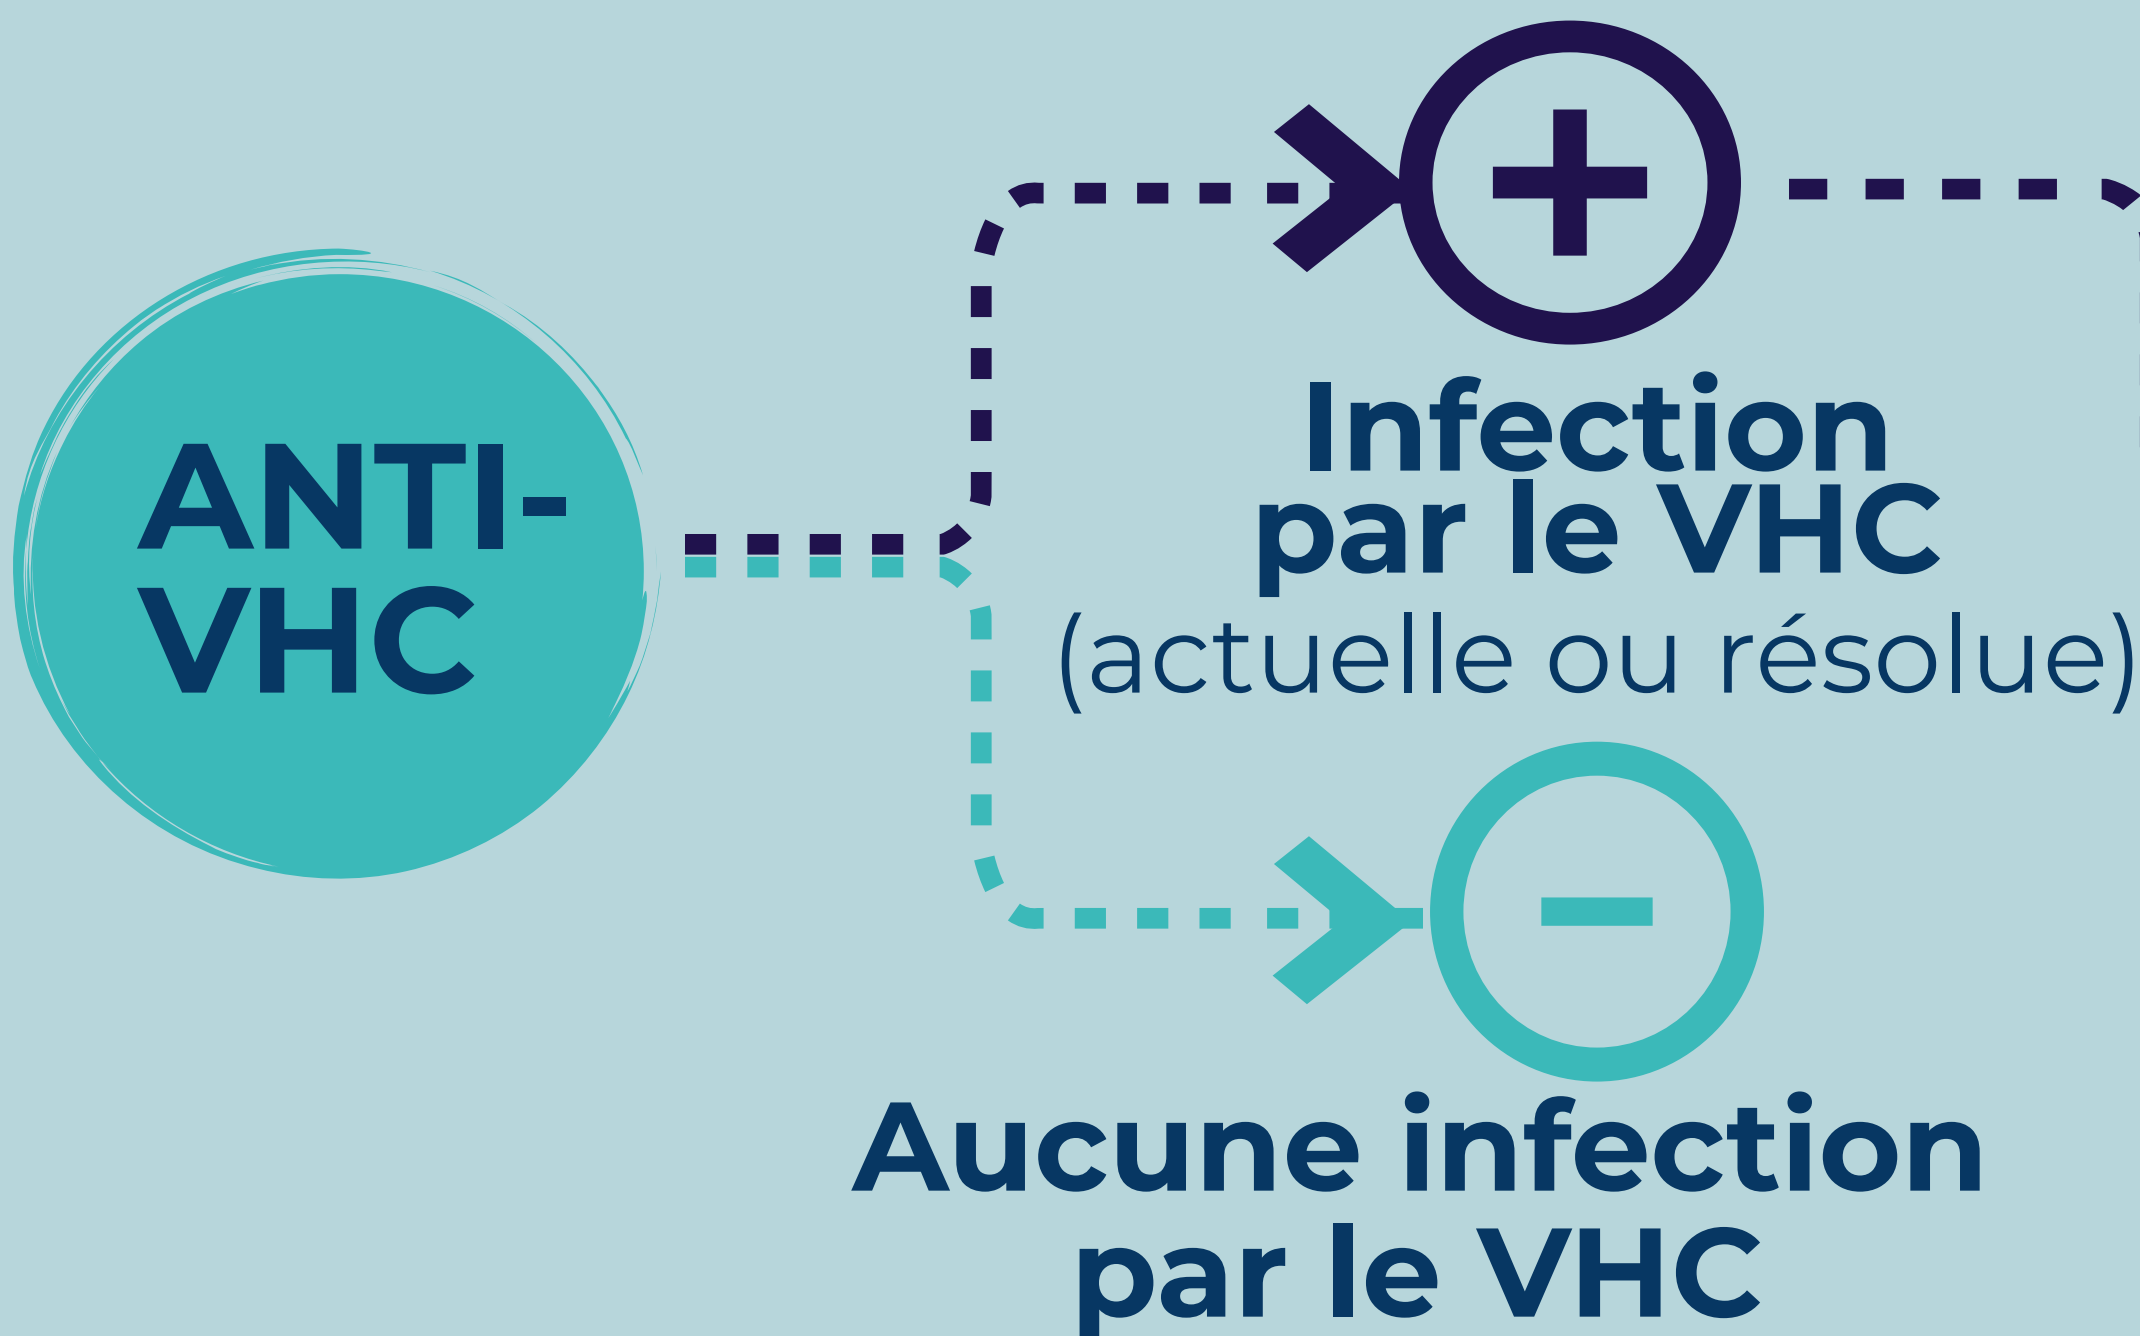 ANTI-
VHC
+
Infection
par le VHC
(actuelle ou résolue)
-
Aucune infection
par le VHC